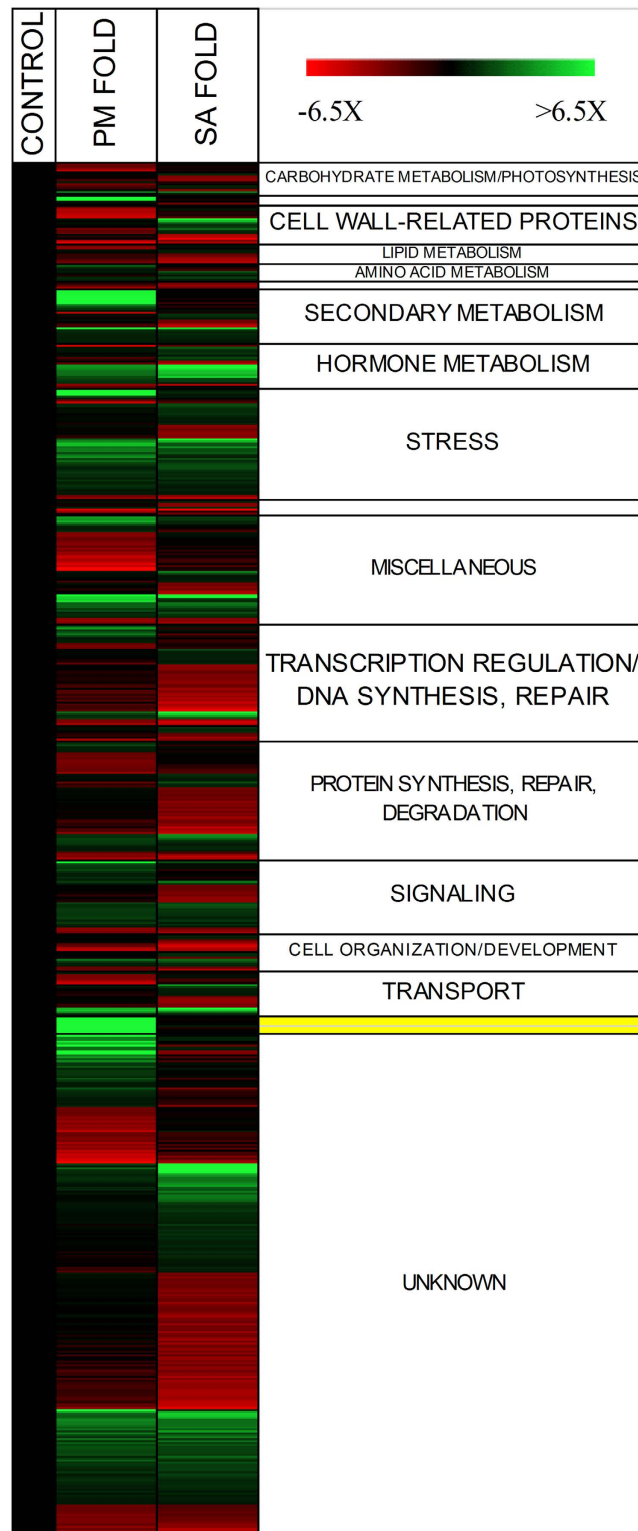 CONTROL
PM FOLD
SA FOLD
-6.5X >6.5X
CARBOHYDRATE METABOLISM/PHOTOSYNTHESIS
CELL WALL-RELATED PROTEINS
LIPID METABOLISM
AMINO ACID METABOLISM
SECONDARY METABOLISM
HORMONE METABOLISM
STRESS
MISCELLANEOUS
TRANSCRIPTION REGULATION/
DNA SYNTHESIS, REPAIR
PROTEIN SYNTHESIS, REPAIR,
DEGRADATION
SIGNALING
CELL ORGANIZATION/DEVELOPMENT
TRANSPORT
UNKNOWN